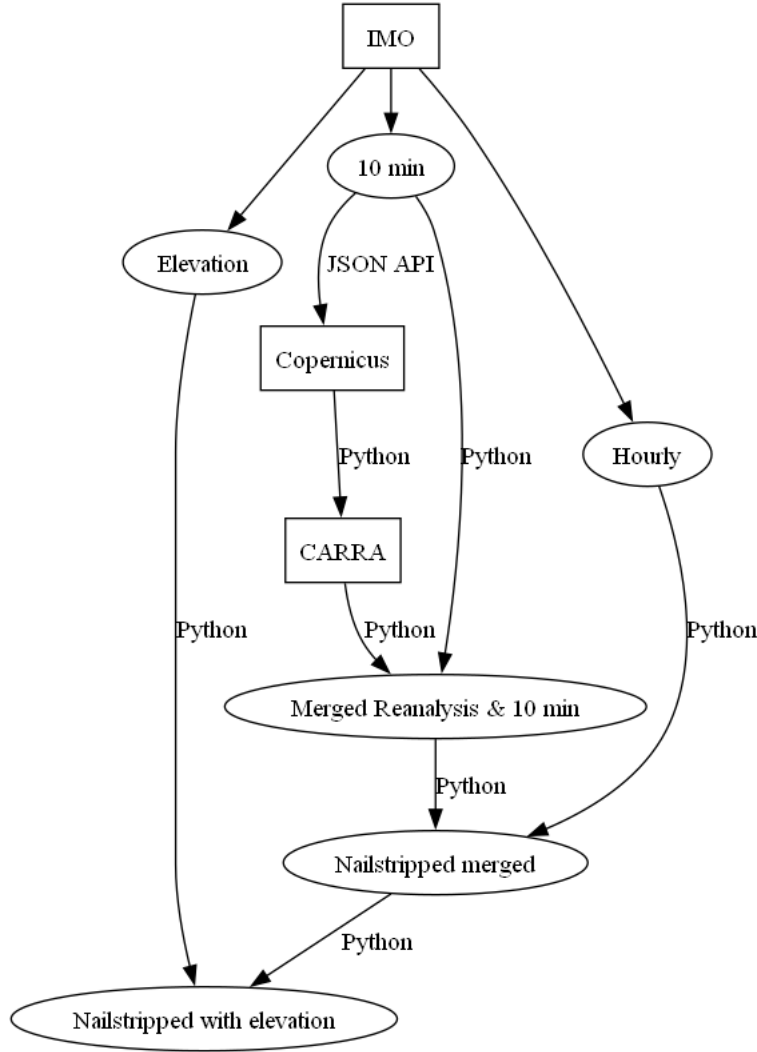 IMO
10 min
Elevation
JSON API
Copernicus
Python
Python
Hourly
CARRA
Python
Python
Python
Merged Reanalysis & 10 min
Python
Nailstripped merged
Python
Nailstripped with elevation